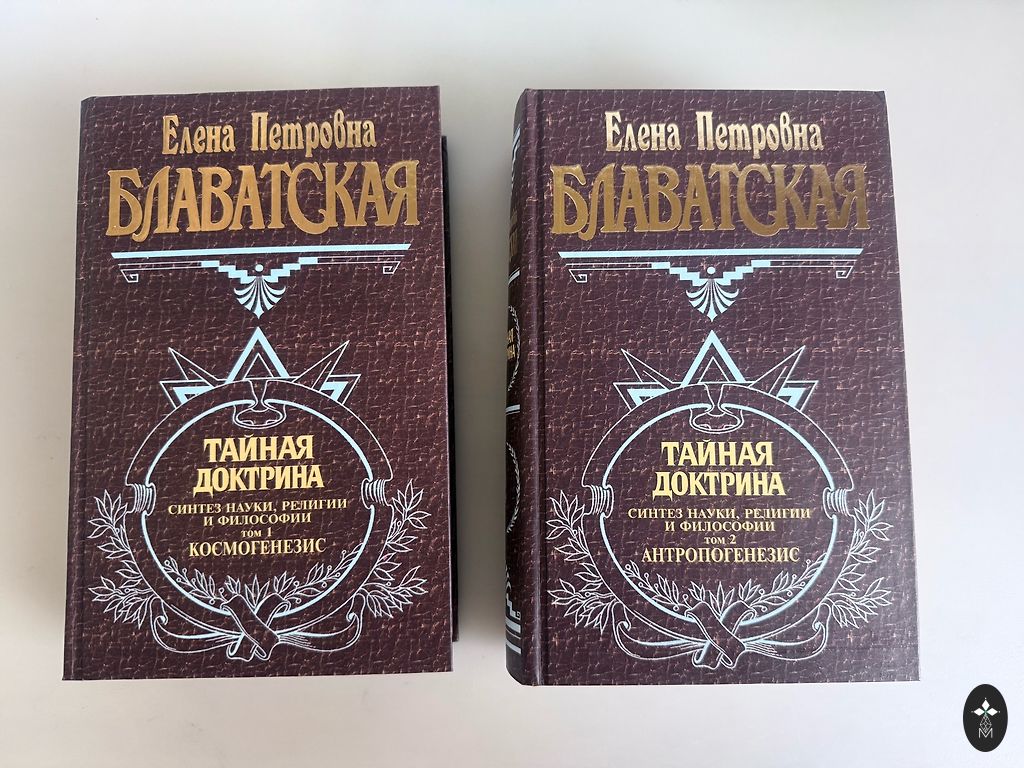 Елена Петровна
БЛАВАТСКАЯ
ТАЙНАЯ
ДОКТРИНА
СИНТЕЗ НАУКИ, РЕЛИГИИ
И ФИЛОСОФИИ
ТОМ 1
КОСМОГЕНЕЗИС
Елена Петровна
БЛАВАТСКАЯ
ТАЙНАЯ
ДОКТРИНА
СИНТЕЗ НАУКИ, РЕЛИГИИ
И ФИЛОСОФИИ
ТОМ 2
АНТРОПОГЕНЕЗИС